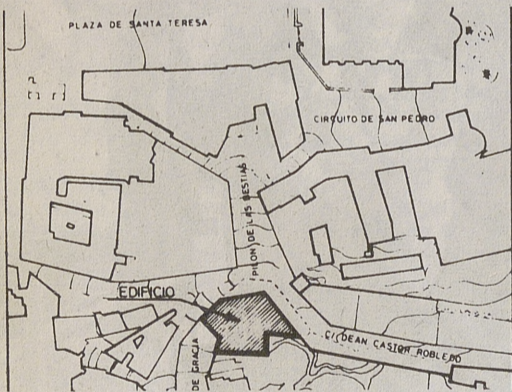 PLAZA DE SANTA TERESA
CIRCUITO DE SAN PEDRO
PILON DE LAS BESTIAS
EDIFICIO
C/ DEAN CASTOR ROBLEDO
DE GRACIA